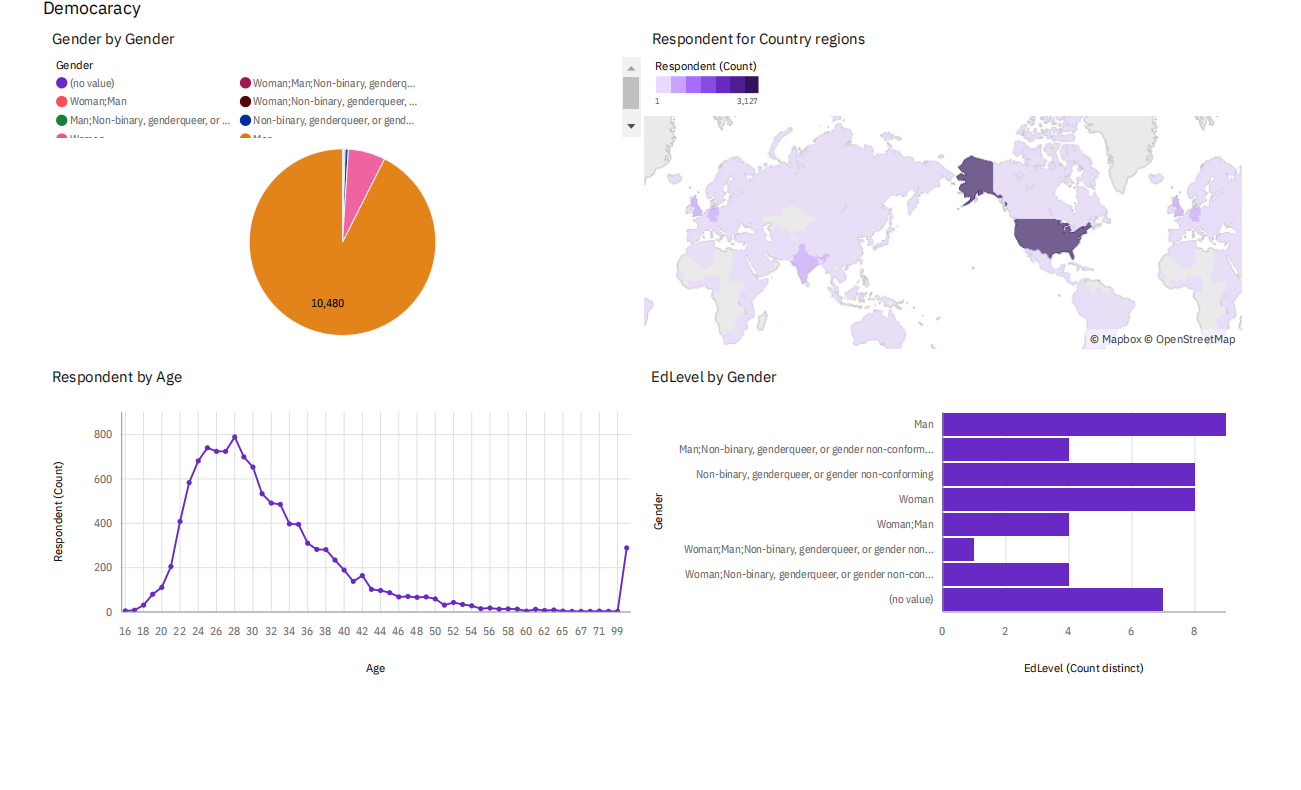 Democaracy
Gender by Gender
Gender
(no value)
Woman;Man;Non-binary, genderq...
Woman;Man
Woman;Non-binary, genderqueer, ...
Man;Non-binary, genderqueer, or ...
Non-binary, genderqueer, or gend...
Woman
Man
10,480
Respondent for Country regions
Respondent (Count)
1
3,127
© Mapbox © OpenStreetMap
Respondent by Age
Respondent (Count)
800
600
400
200
0
16 18 20 22 24 26 28 30 32 34 36 38 40 42 44 46 48 50 52 54 56 58 60 62 65 67 71 99
Age
EdLevel by Gender
Gender
Man
Man;Non-binary, genderqueer, or gender non-conform...
Non-binary, genderqueer, or gender non-conforming
Woman
Woman;Man
Woman;Man;Non-binary, genderqueer, or gender non...
Woman;Non-binary, genderqueer, or gender non-con...
(no value)
0 2 4 6 8
EdLevel (Count distinct)